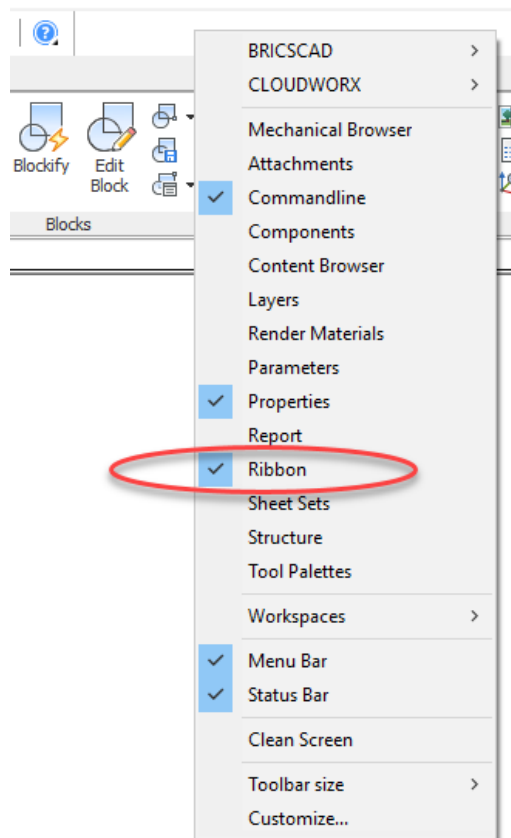 BRICSCAD
CLOUDWORX
Mechanical Browser
Attachments
Commandline
Components
Content Browser
Layers
Render Materials
Parameters
Properties
Report
Ribbon
Sheet Sets
Structure
Tool Palettes
Workspaces
Menu Bar
Status Bar
Clean Screen
Toolbar size
Customize...
Blockify
Edit
Block
Blocks